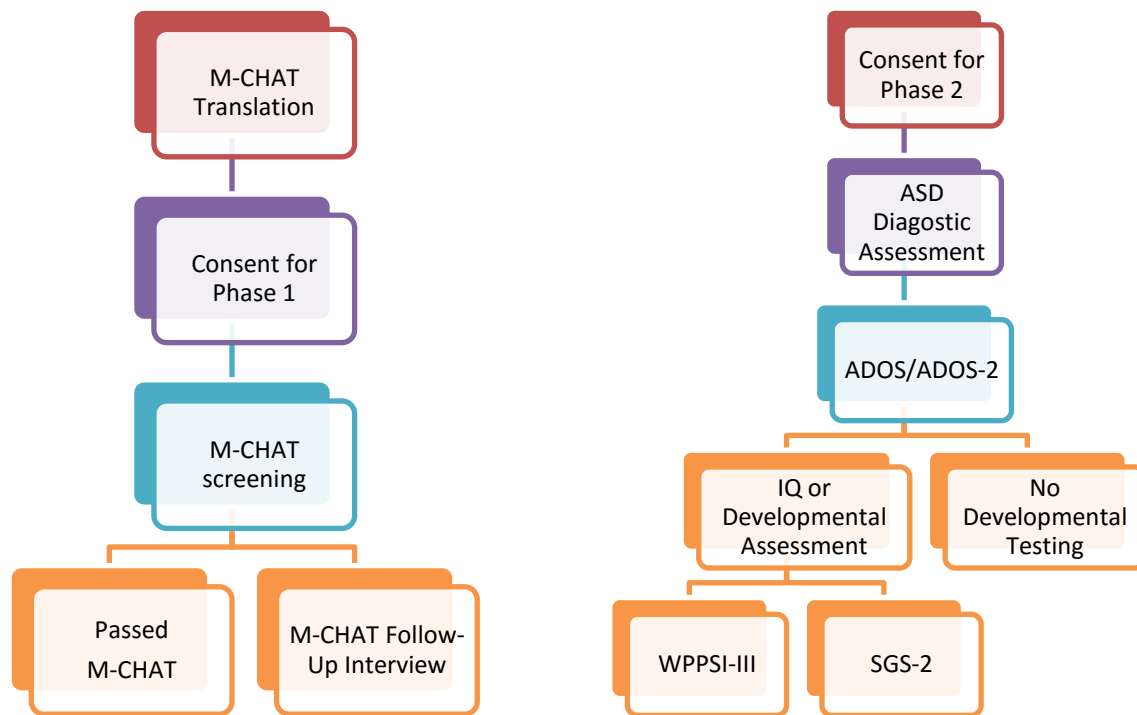 M-CHAT
Translation
Consent for
Phase 1
M-CHAT
screening
Passed
M-CHAT
M-CHAT Follow-
Up Interview
Consent for
Phase 2
ASD
Diagostic
Assessment
ADOS/ADOS-2
IQ or
Developmental
Assessment
No
Developmental
Testing
WPPSI-III
SGS-2